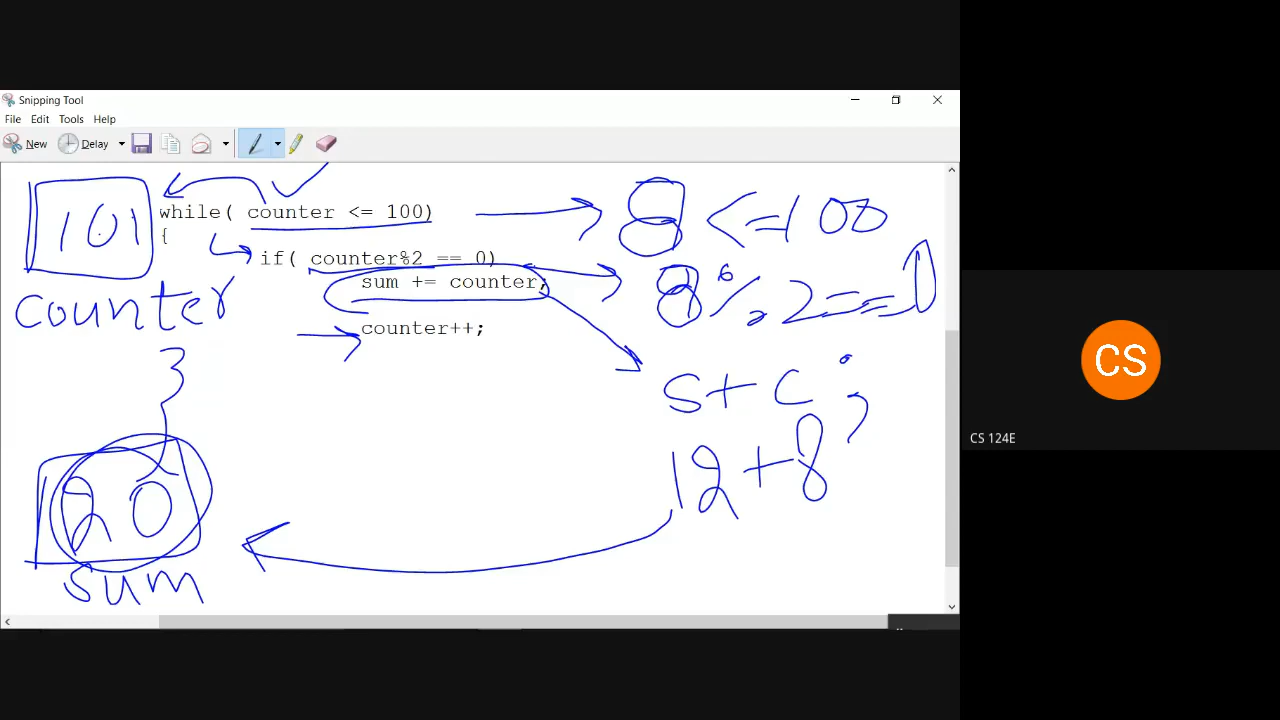 Snipping Tool
File Edit Tools Help
New Delay
101 while( counter <= 100) 8 <=100
{
if( counter%2 == 0)
sum += counter; 8 % 2==0
counter
counter++;
}
s+c;
12+8
20
sum
CS
CS 124E